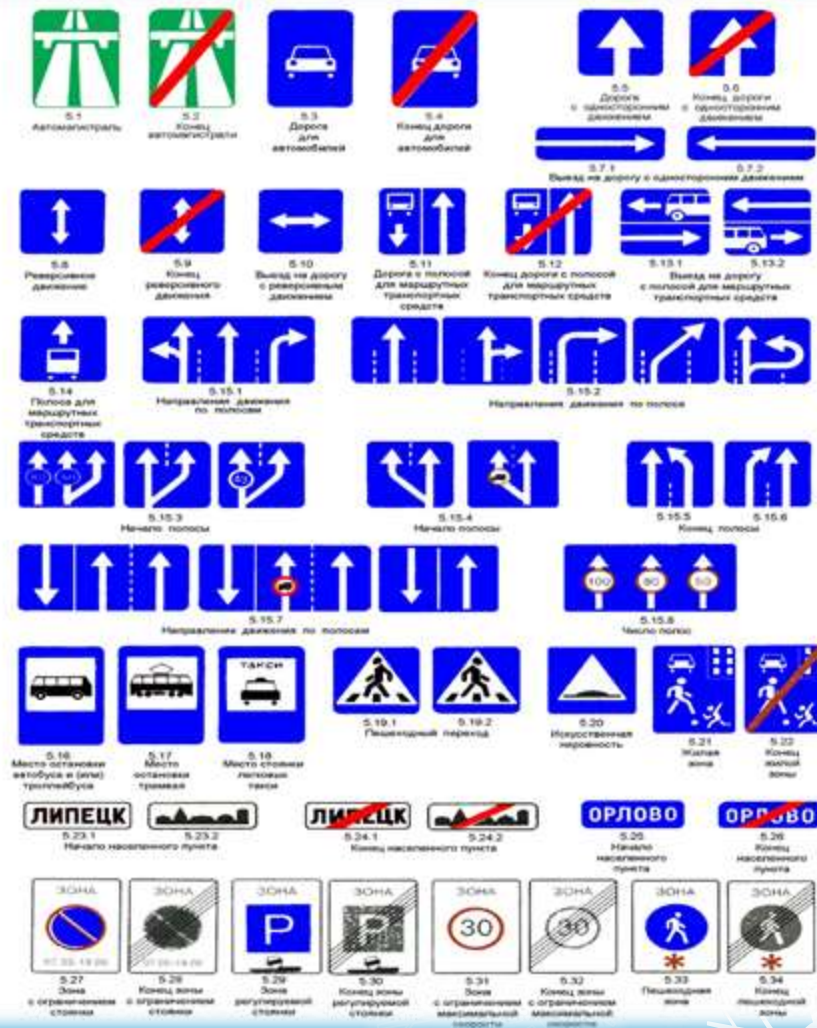 5.1
Автомагистраль
5.2
Конец
автомагистрали
5.3
Дорога
для
автомобилей
5.4
Конец дороги
для
автомобилей
5.5
Дорога
с односторонним
движением
5.6
Конец дороги
с односторонним
движением
5.7.1 5.7.2
Выезд на дорогу с односторонним движением
5.8
Реверсивное
движение
5.9
Конец
реверсивного
движения
5.10
Выезд на дорогу
с реверсивным
движением
5.11
Дорога с полосой
для маршрутных
транспортных
средств
5.12
Конец дороги с полосой
для маршрутных
транспортных
средств
5.13.1 5.13.2
Выезд на дорогу
с полосой для маршрутных
транспортных средств
5.14
Полоса для
маршрутных
транспортных
средств
5.15.1
Направления движения
по полосам
5.15.2
Направления движения по полосе
5.15.3
Начало полосы
5.15.4
Начало полосы
5.15.5 5.15.6
Конец полосы
5.15.7
Направление движения по полосам
100 80 50
5.15.8
Число полос
5.16
Место остановки
автобуса и (или)
троллейбуса
5.17
Место
остановки
трамвая
ТАКСИ
5.18
Место стоянки
легковых
такси
5.19.1 5.19.2
Пешеходный переход
5.20
Искусственная
неровность
5.21
Жилая
зона
5.22
Конец
жилой
зоны
ЛИПЕЦК
5.23.1 5.23.2
Начало населенного пункта
ЛИПЕЦК
5.24.1 5.24.2
Конец населенного пункта
ОРЛОВО
5.25
Начало
населенного
пункта
ОРЛОВО
5.26
Конец
населенного
пункта
ЗОНА
5.27
Зона
с ограничением
стоянки
ЗОНА
5.28
Конец зоны
с ограничением
стоянки
ЗОНА
P
5.29
Зона
регулируемой
стоянки
ЗОНА
P
5.30
Конец зоны
регулируемой
стоянки
ЗОНА
30
5.31
Зона
с ограничением
максимальной
скорости
ЗОНА
30
5.32
Конец зоны
с ограничением
максимальной
скорости
ЗОНА
5.33
Пешеходная
зона
ЗОНА
5.34
Конец
пешеходной
зоны